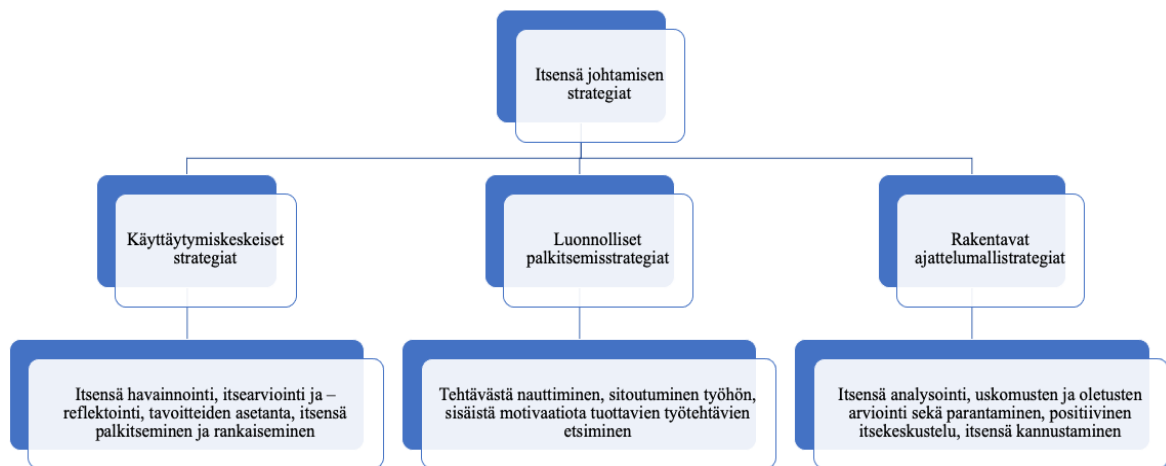 Itsensä johtamisen
strategiat
Käyttäytymiskeskeiset
strategiat
Luonnolliset
palkitsemisstrategiat
Rakentavat
ajattelumallistrategiat
Itsensä havainnointi, itsearviointi ja –
reflektointi, tavoitteiden asetanta, itsensä
palkitseminen ja rankaiseminen
Tehtävästä nauttiminen, sitoutuminen työhön,
sisäistä motivaatiota tuottavien työtehtävien
etsiminen
Itsensä analysointi, uskomusten ja oletusten
arviointi sekä parantaminen, positiivinen
itsekeskustelu, itsensä kannustaminen